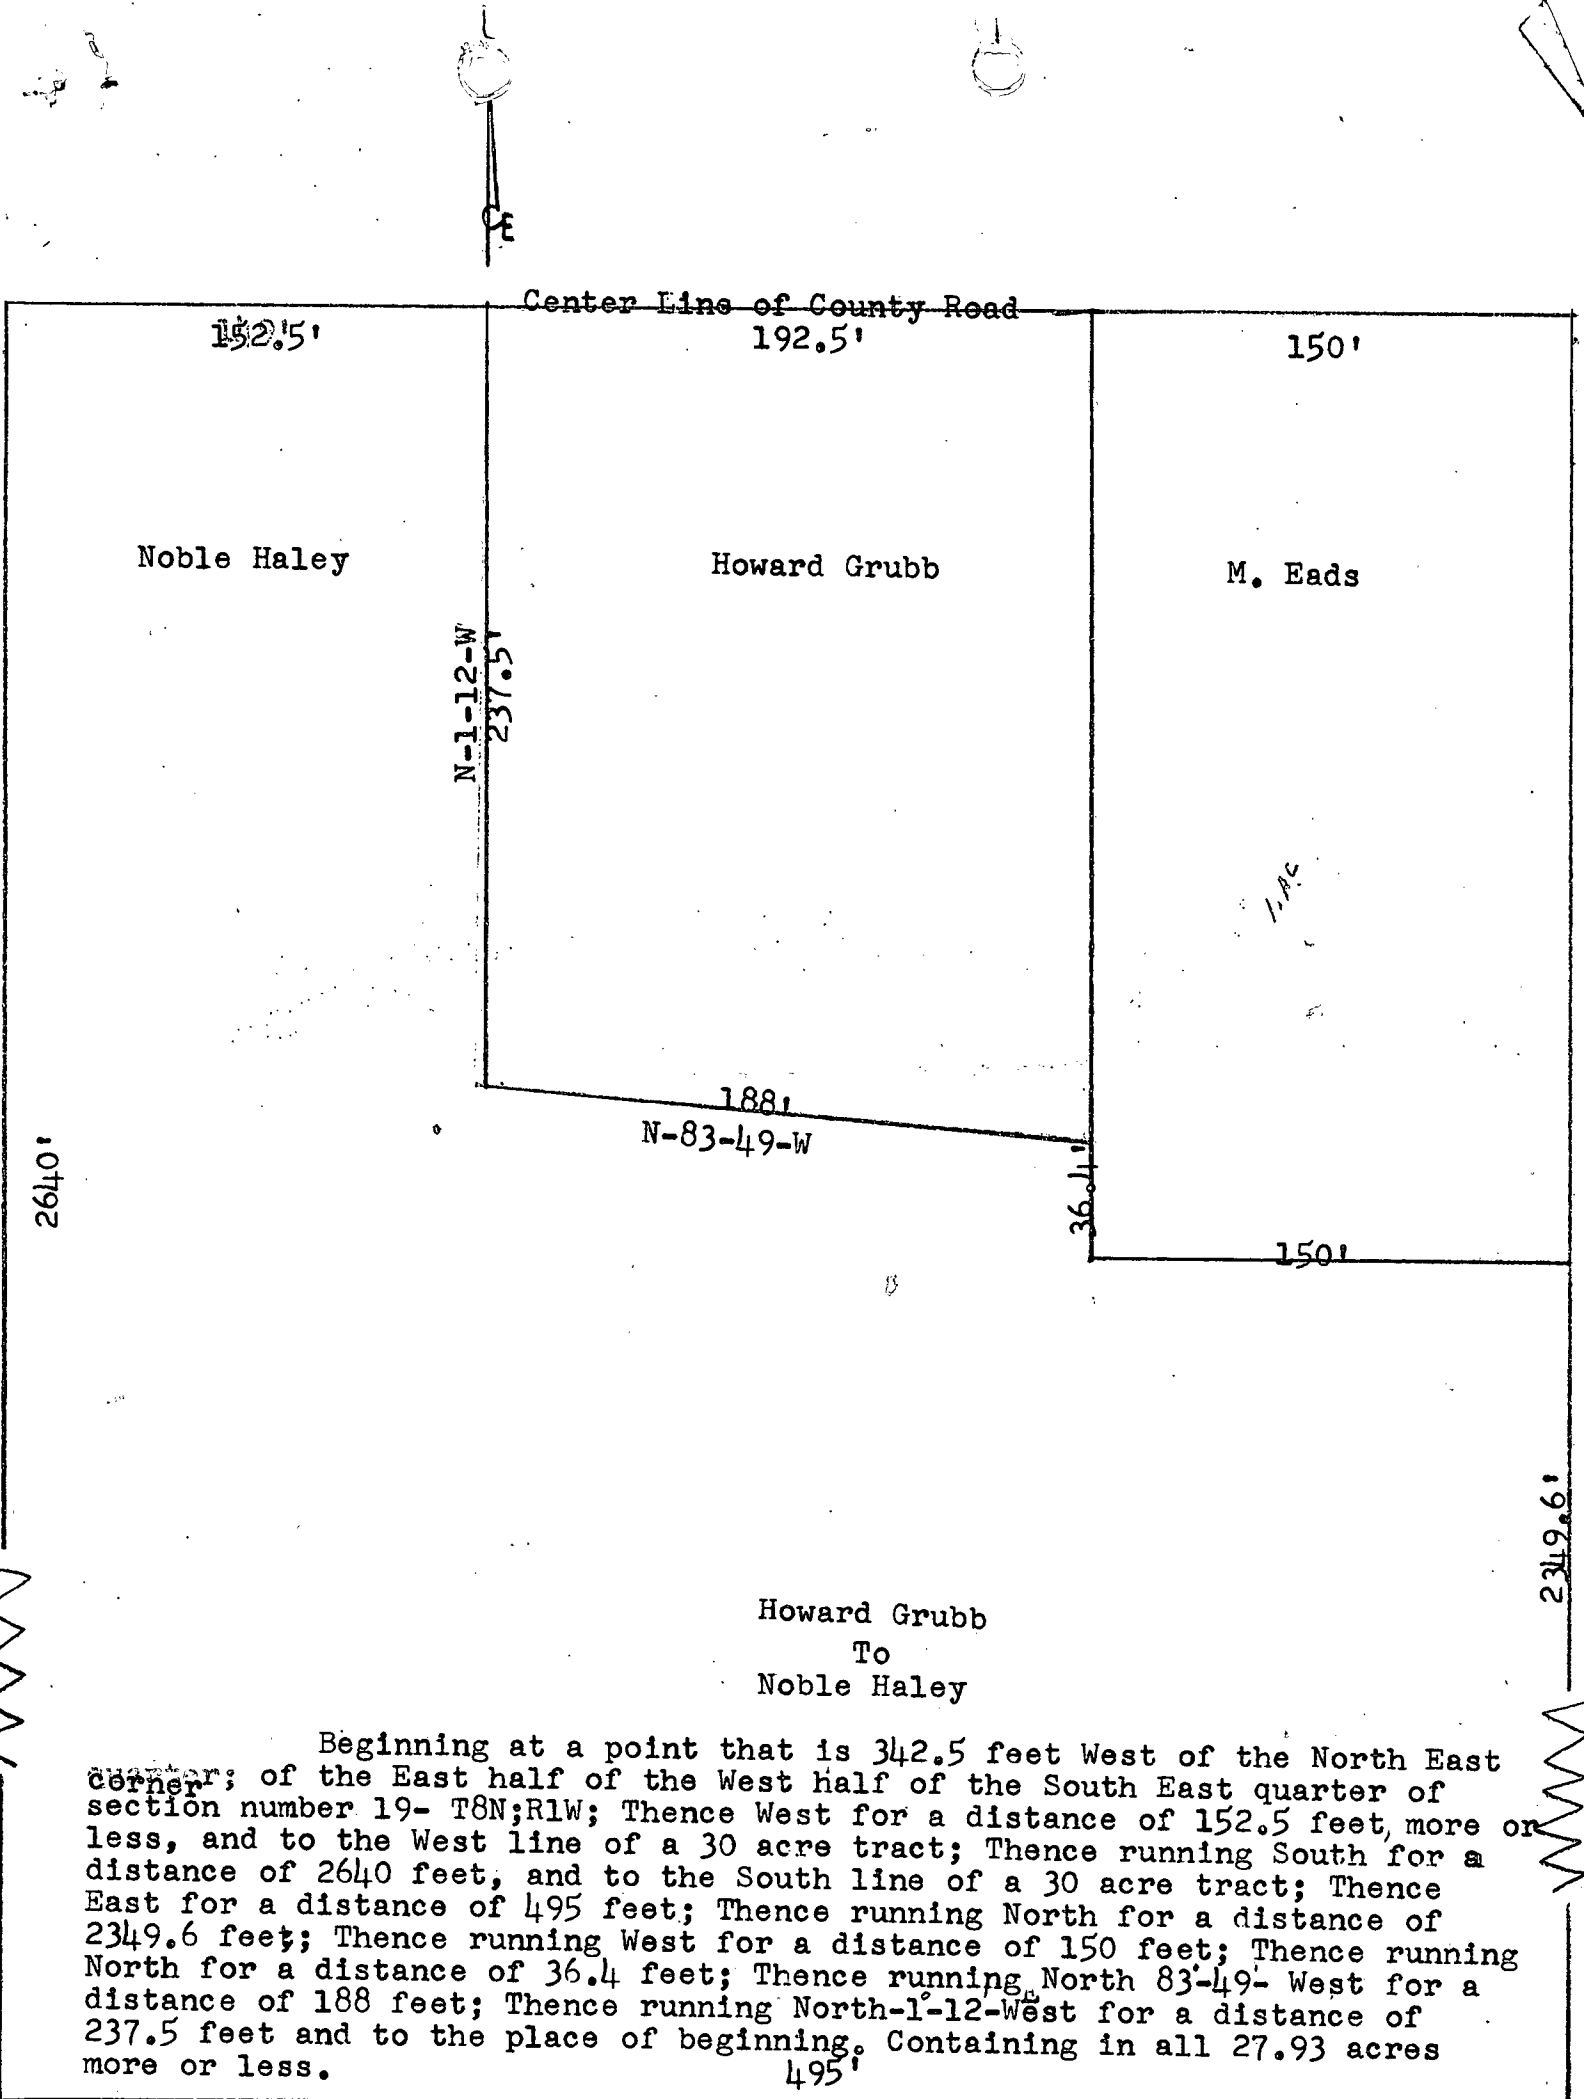 Center Line of County Road
152.5'
192.5'
150'
Noble Haley
Howard Grubb
M. Eads
N-1-12-W
237.5'
1. AC.
188'
N-83-49-W
36.4'
150'
2640'
2349.6'
Howard Grubb
To
Noble Haley
Beginning at a point that is 342.5 feet West of the North East
corner; of the East half of the West half of the South East quarter of
section number 19- T8N;R1W; Thence West for a distance of 152.5 feet, more or
less, and to the West line of a 30 acre tract; Thence running South for a
distance of 2640 feet, and to the South line of a 30 acre tract; Thence
East for a distance of 495 feet; Thence running North for a distance of
2349.6 feet; Thence running West for a distance of 150 feet; Thence running
North for a distance of 36.4 feet; Thence running North 83°-49'- West for a
distance of 188 feet; Thence running North-1°-12-West for a distance of
237.5 feet and to the place of beginning. Containing in all 27.93 acres
more or less.
495'